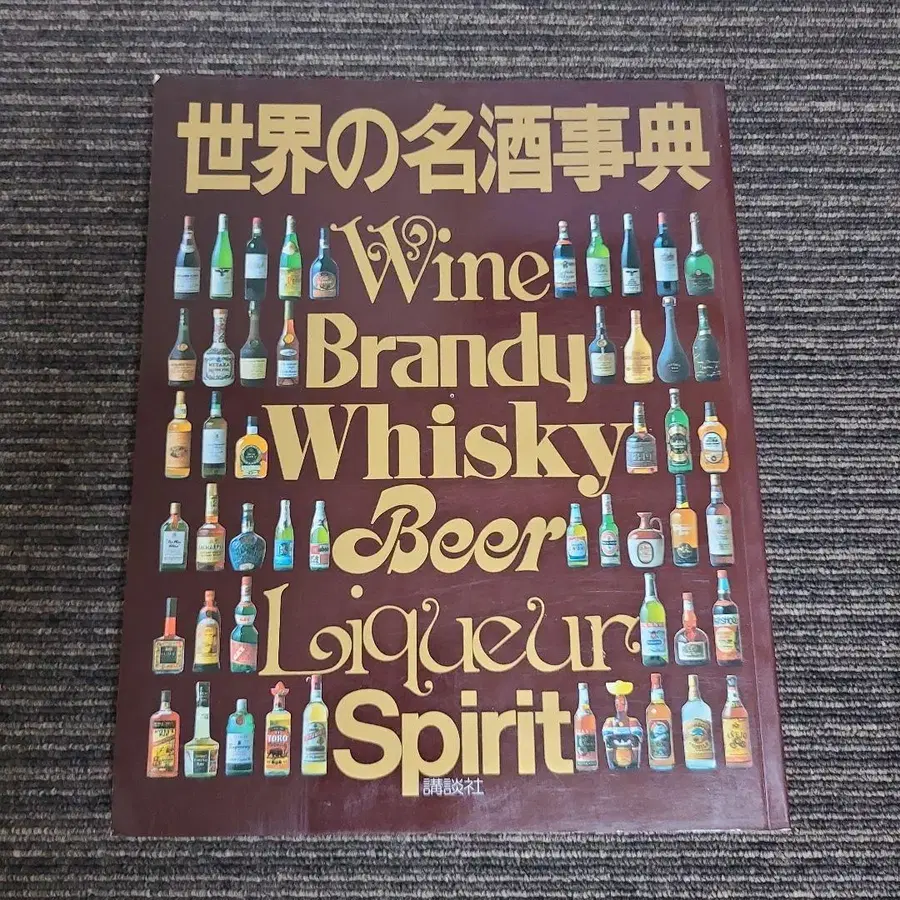 世界の名酒事典
Wine
Brandy
Whisky
Beer
Liqueur
Spirit
講談社